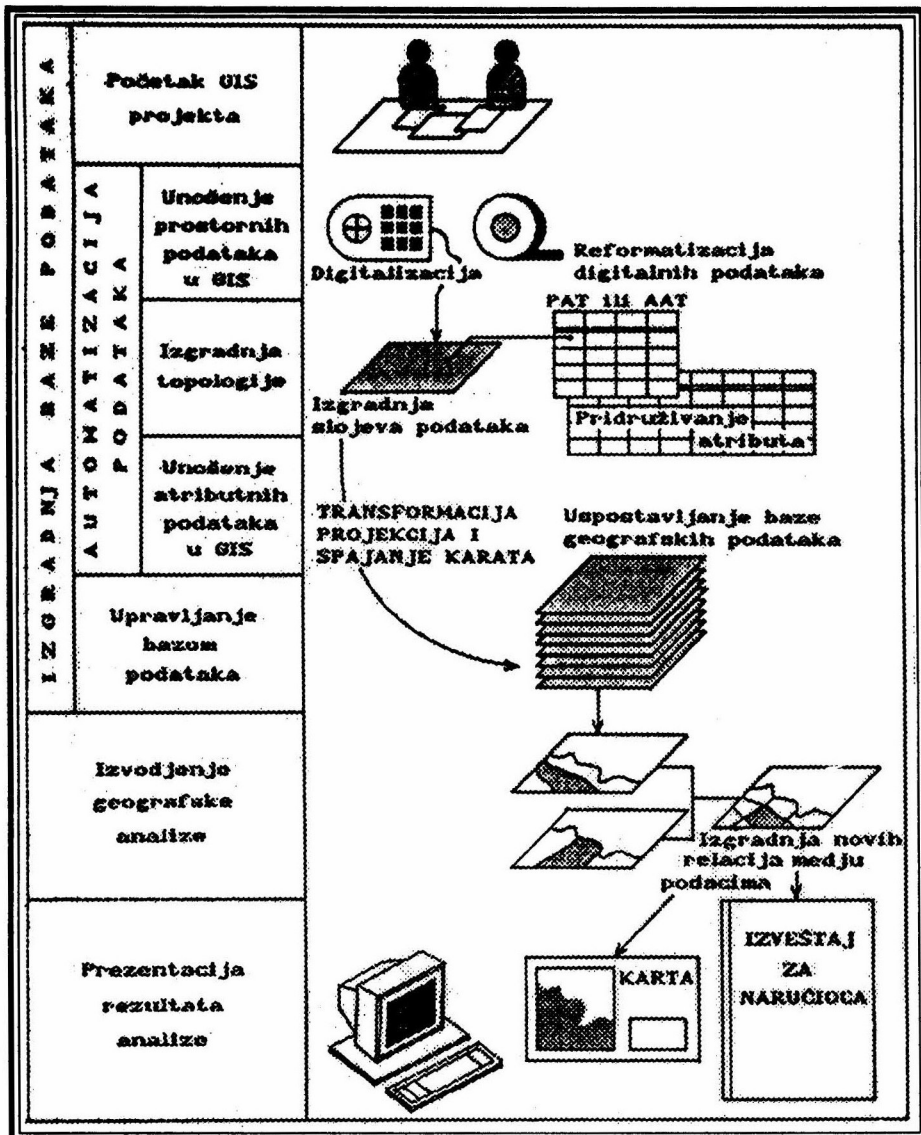 IZGRADNJA BAZE PODATAKA
AUTOMATIZACIJA
PODATAKA
Početak GIS
projekta
Unošenje
prostornih
podataka
u GIS
Izgradnja
topologije
Unošenje
atributnih
podataka
u GIS
Upravljanje
bazom
podataka
Izvodjenje
geografske
analize
Prezentacija
rezultata
analize
Digitalizacija
Reformatizacija
digitalnih podataka
PAT ili AAT
Izgradnja
slojeva podataka
Pridruživanje
atributa
TRANSFORMACIJA
PROJEKCIJA I
SPAJANJE KARATA
Uspostavljanje baze
geografskih podataka
Izgradnja novih
relacija medju
podacima
KARTA
IZVEŠTAJ
ZA
NARUČIOCA